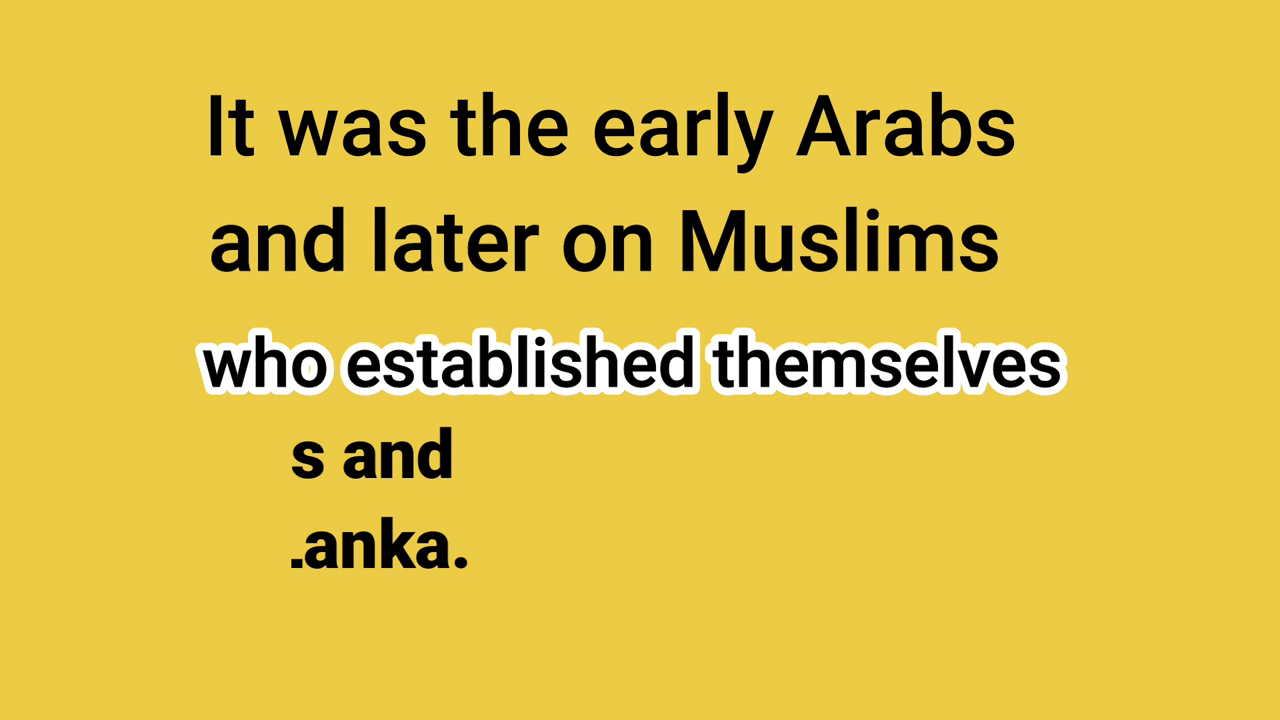 It was the early Arabs
and later on Muslims
who established themselves
s and
.anka.